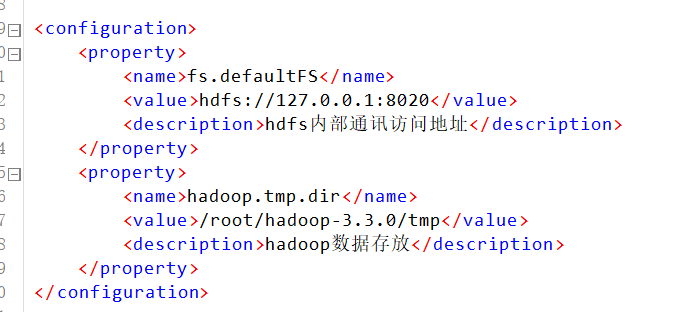 8
9 <configuration>
0 <property>
1 <name>fs.defaultFS</name>
2 <value>hdfs://127.0.0.1:8020</value>
3 <description>hdfs内部通讯访问地址</description>
4 </property>
5 <property>
6 <name>hadoop.tmp.dir</name>
7 <value>/root/hadoop-3.3.0/tmp</value>
8 <description>hadoop数据存放</description>
9 </property>
0 </configuration>